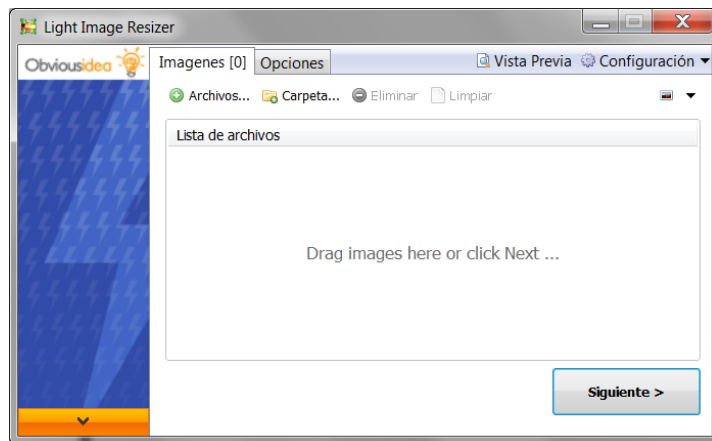 Light Image Resizer
Obviousidea
Imagenes [0] Opciones Vista Previa Configuración
Archivos... Carpeta... Eliminar Limpiar
Lista de archivos
Drag images here or click Next ...
Siguiente >